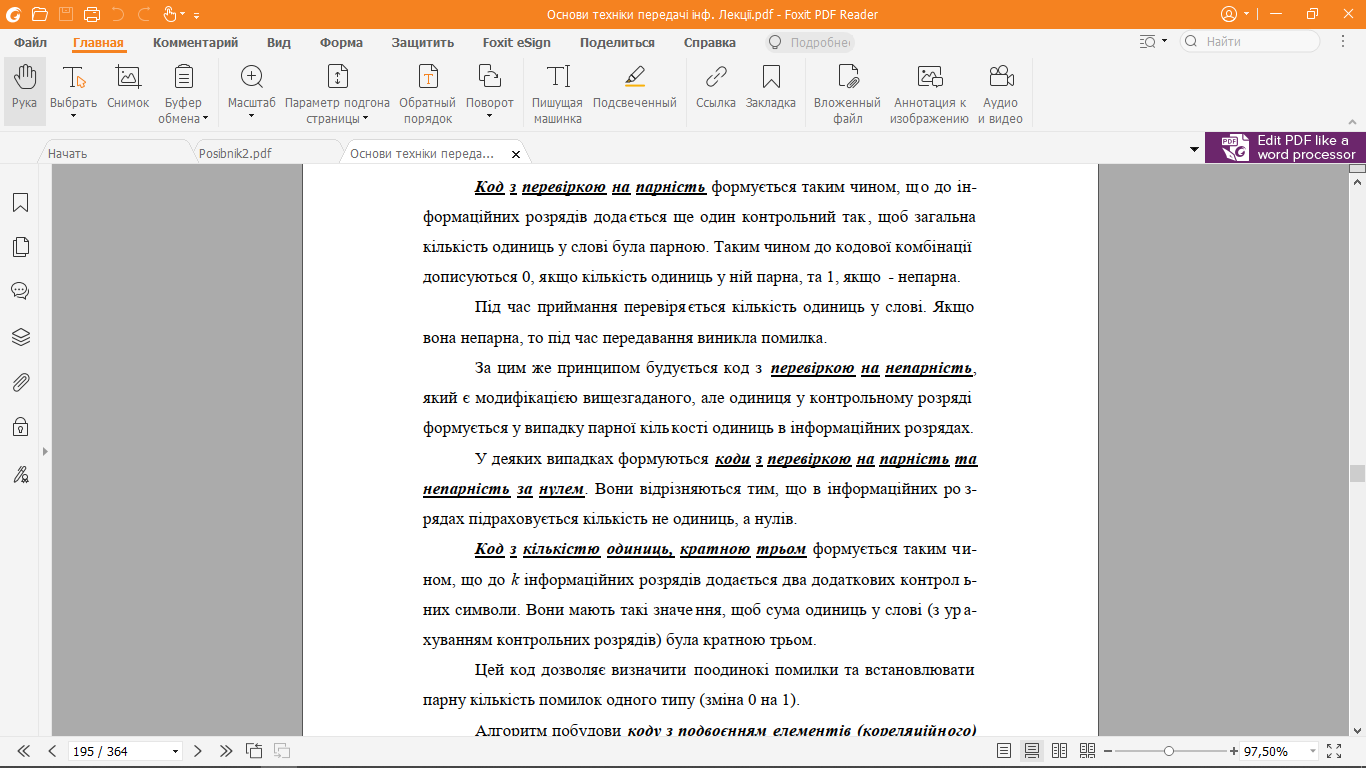 Основи техніки передачі інф. Лекції.pdf - Foxit PDF Reader
Файл Главная Комментарий Вид Форма Защитить Foxit eSign Поделиться Справка Подробнее Найти
Рука Выбрать Снимок Буфер обмена Масштаб Параметр подгона страницы Обратный порядок Поворот Пишущая машинка Подсвеченный Ссылка Закладка Вложенный файл Аннотация к изображению Аудио и видео
Начать Posibnik2.pdf Основи техніки переда... Edit PDF like a word processor
Код з перевіркою на парність формується таким чином, що до ін-
формаційних розрядів додається ще один контрольний так, щоб загальна
кількість одиниць у слові була парною. Таким чином до кодової комбінації
дописуються 0, якщо кількість одиниць у ній парна, та 1, якщо - непарна.
Під час приймання перевіряється кількість одиниць у слові. Якщо
вона непарна, то під час передавання виникла помилка.
За цим же принципом будується код з перевіркою на непарність,
який є модифікацією вищезгаданого, але одиниця у контрольному розряді
формується у випадку парної кількості одиниць в інформаційних розрядах.
У деяких випадках формуються коди з перевіркою на парність та
непарність за нулем. Вони відрізняються тим, що в інформаційних роз-
рядах підраховується кількість не одиниць, а нулів.
Код з кількістю одиниць, кратною трьом формується таким чи-
ном, що до k інформаційних розрядів додається два додаткових контроль-
них символи. Вони мають такі значення, щоб сума одиниць у слові (з ура-
хуванням контрольних розрядів) була кратною трьом.
Цей код дозволяє визначити поодинокі помилки та встановлювати
парну кількість помилок одного типу (зміна 0 на 1).
Алгоритм побудови коду з подвоєнням елементів (кореляційного)
195 / 364 97,50%